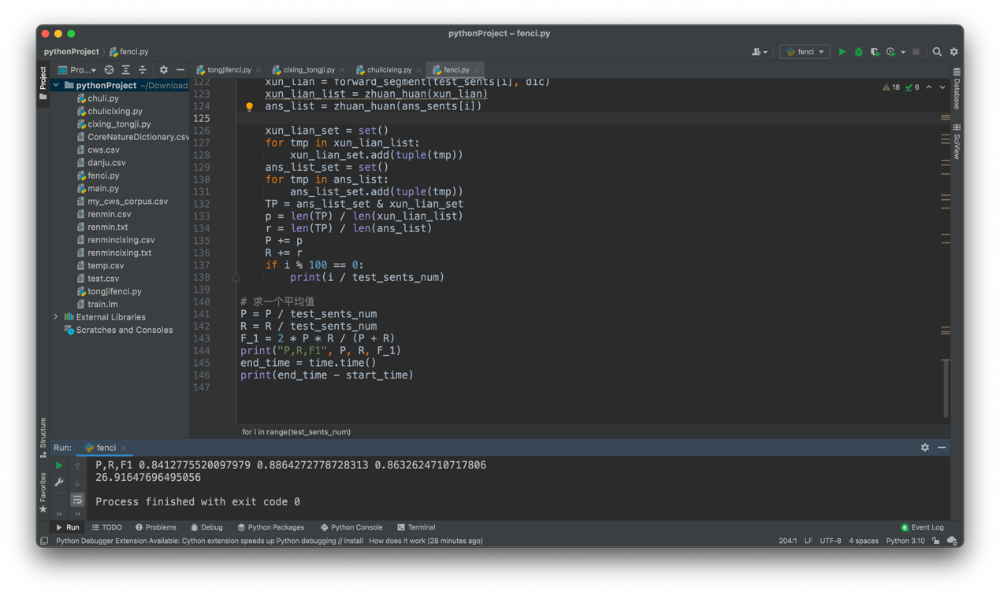 pythonProject – fenci.py
pythonProject fenci.py
fenci
Project
Pro...
tongjifenci.py
cixing_tongji.py
chulicixing.py
fenci.py
pythonProject ~/Download
chuli.py
chulicixing.py
cixing_tongji.py
CoreNatureDictionary.csv
cws.csv
danju.csv
fenci.py
main.py
my_cws_corpus.csv
renmin.csv
renmin.txt
renmincixing.csv
renmincixing.txt
temp.csv
test.csv
tongjifenci.py
train.lm
External Libraries
Scratches and Consoles
18 6
Database
SciView
122 xun_lian = forward_segment(test_sents[i], dic)
123 xun_lian_list = zhuan_huan(xun_lian)
124 ans_list = zhuan_huan(ans_sents[i])
125
126 xun_lian_set = set()
127 for tmp in xun_lian_list:
128 xun_lian_set.add(tuple(tmp))
129 ans_list_set = set()
130 for tmp in ans_list:
131 ans_list_set.add(tuple(tmp))
132 TP = ans_list_set & xun_lian_set
133 p = len(TP) / len(xun_lian_list)
134 r = len(TP) / len(ans_list)
135 P += p
136 R += r
137 if i % 100 == 0:
138 print(i / test_sents_num)
139
140 # 求一个平均值
141 P = P / test_sents_num
142 R = R / test_sents_num
143 F_1 = 2 * P * R / (P + R)
144 print("P,R,F1", P, R, F_1)
145 end_time = time.time()
146 print(end_time - start_time)
147
for i in range(test_sents_num)
Structure
Favorites
Run: fenci
P,R,F1 0.8412775520097979 0.8864272778728313 0.8632624710717806
26.91647696495056
Process finished with exit code 0
Run TODO Problems Debug Python Packages Python Console Terminal 6 Event Log
Python Debugger Extension Available: Cython extension speeds up Python debugging // Install How does it work (28 minutes ago) 204:1 LF UTF-8 4 spaces Python 3.10